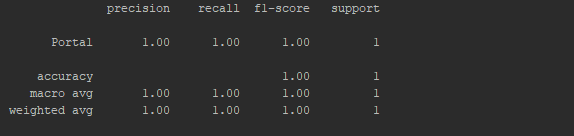 precision recall f1-score support
Portal 1.00 1.00 1.00 1
accuracy 1.00 1
macro avg 1.00 1.00 1.00 1
weighted avg 1.00 1.00 1.00 1